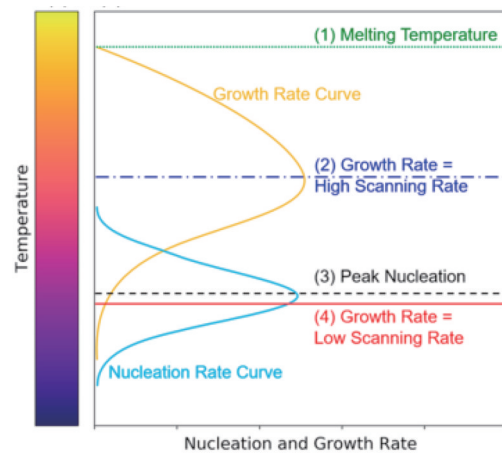 (1) Melting Temperature
Growth Rate Curve
(2) Growth Rate =
High Scanning Rate
Temperature
(3) Peak Nucleation
(4) Growth Rate =
Low Scanning Rate
Nucleation Rate Curve
Nucleation and Growth Rate